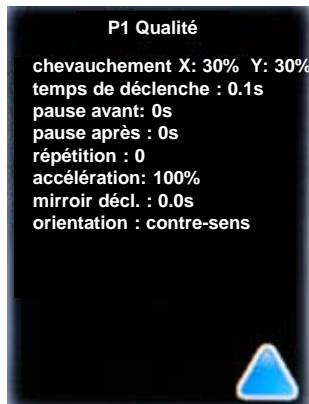 P1 Qualité
chevauchement X: 30% Y: 30%
temps de déclenche : 0.1s
pause avant: 0s
pause après : 0s
répétition : 0
accélération: 100%
mirroir décl. : 0.0s
orientation : contre-sens